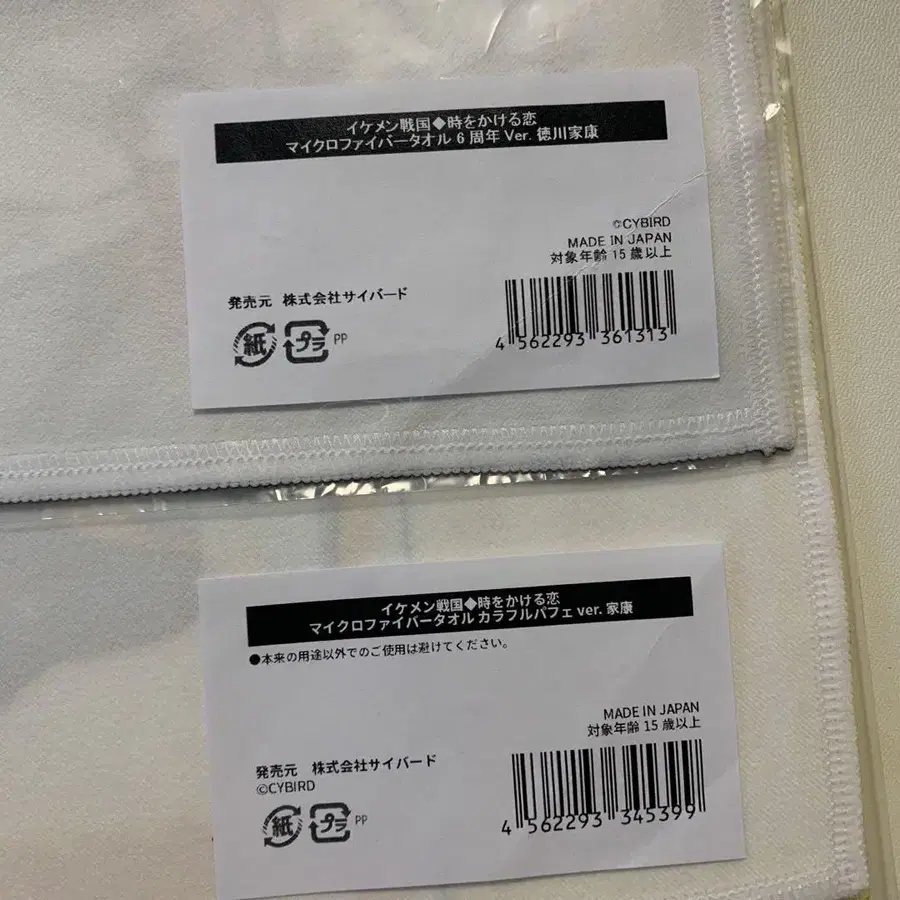 イケメン戦国◆時をかける恋
マイクロファイバータオル 6 周年 Ver. 徳川家康
©CYBIRD
MADE IN JAPAN
対象年齢 15 歳以上
発売元 株式会社サイバード
紙 プラ PP
4 562293 361313
イケメン戦国◆時をかける恋
マイクロファイバータオル カラフルパフェ ver. 家康
●本来の用途以外でのご使用は避けてください。
MADE IN JAPAN
対象年齢 15 歳以上
発売元 株式会社サイバード
©CYBIRD
紙 プラ PP
4 562293 345399